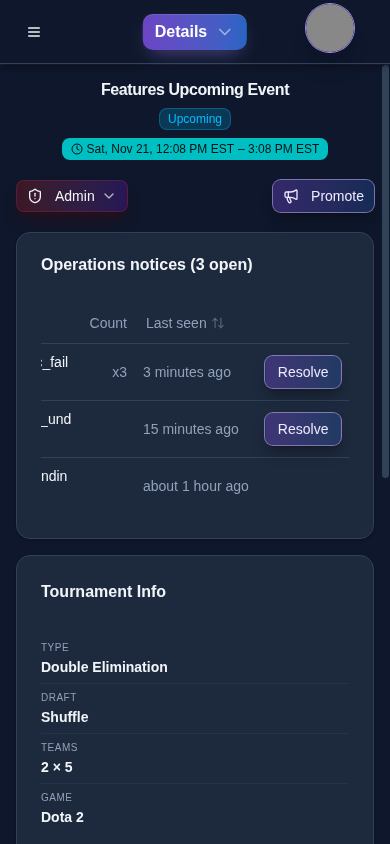 Details
Features Upcoming Event
Upcoming
Sat, Nov 21, 12:08 PM EST – 3:08 PM EST
Admin
Promote
Operations notices (3 open)
Count Last seen
_fail x3 3 minutes ago Resolve
_und 15 minutes ago Resolve
ndin about 1 hour ago
Tournament Info
TYPE
Double Elimination
DRAFT
Shuffle
TEAMS
2 × 5
GAME
Dota 2